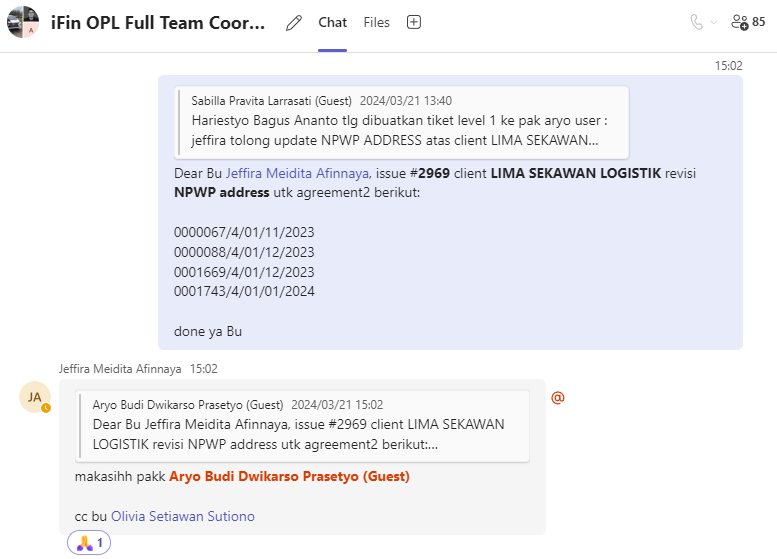 iFin OPL Full Team Coor...
Chat
Files
85
15:02
Sabilla Pravita Larrasati (Guest) 2024/03/21 13:40
Hariestyo Bagus Ananto tlg dibuatkan tiket level 1 ke pak aryo user :
jeffira tolong update NPWP ADDRESS atas client LIMA SEKAWAN...
Dear Bu Jeffira Meidita Afinnaya, issue #2969 client LIMA SEKAWAN LOGISTIK revisi
NPWP address utk agreement2 berikut:
0000067/4/01/11/2023
0000088/4/01/12/2023
0001669/4/01/12/2023
0001743/4/01/01/2024
done ya Bu
Jeffira Meidita Afinnaya 15:02
JA
Aryo Budi Dwikarso Prasetyo (Guest) 2024/03/21 15:02
Dear Bu Jeffira Meidita Afinnaya, issue #2969 client LIMA SEKAWAN
LOGISTIK revisi NPWP address utk agreement2 berikut:...
@
makasihh pakk Aryo Budi Dwikarso Prasetyo (Guest)
cc bu Olivia Setiawan Sutiono
1